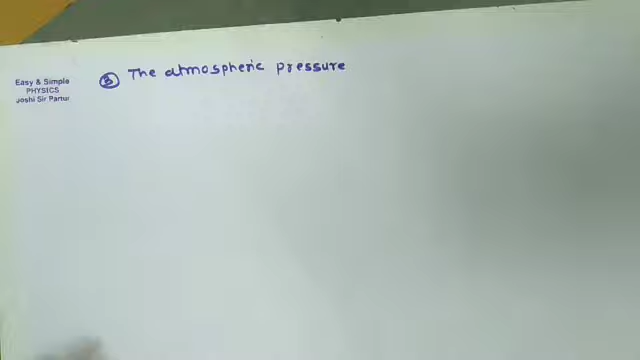 Easy & Simple
PHYSICS
Joshi Sir Partur
3 The atmospheric pressure